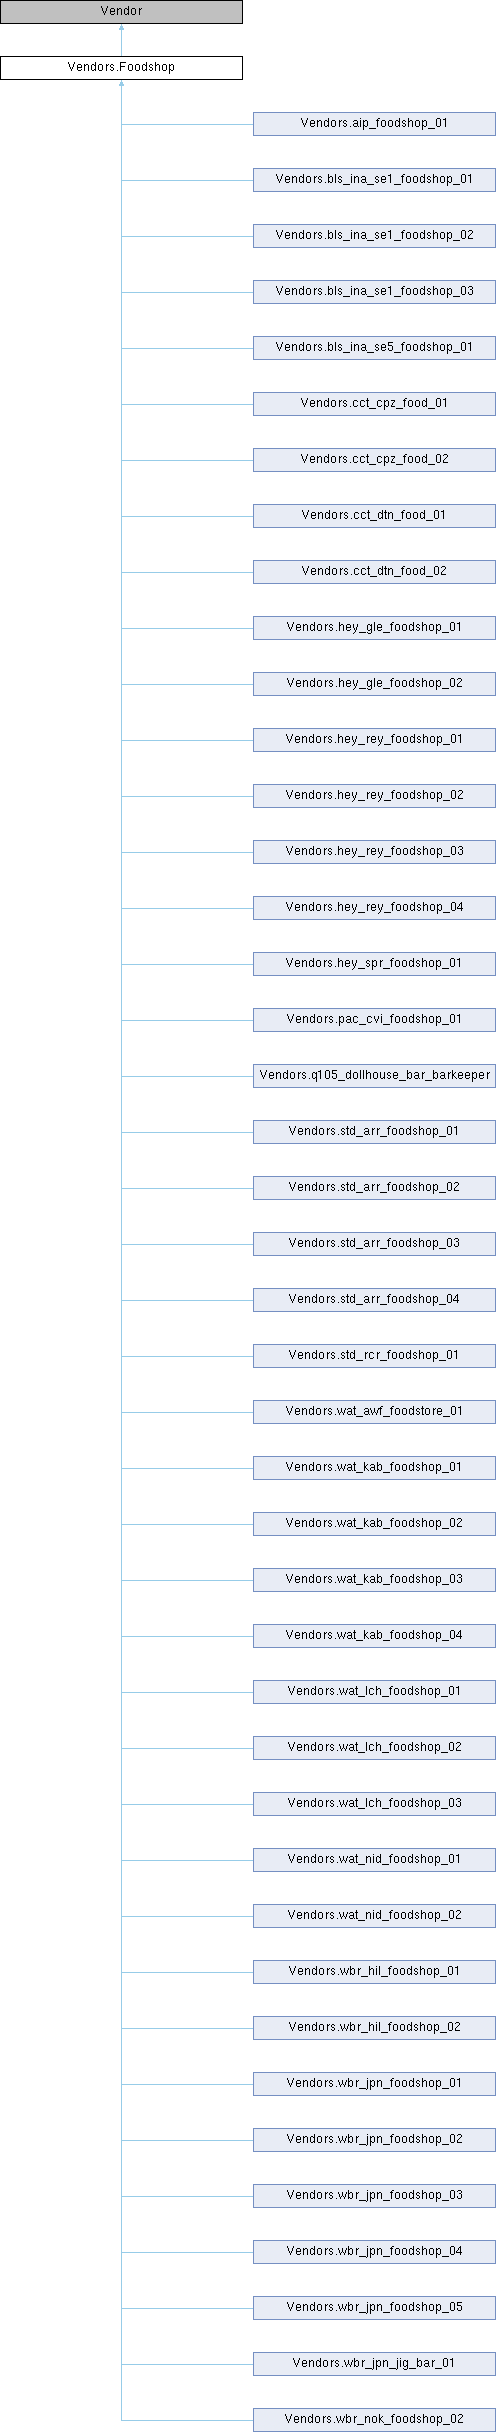 Vendor
Vendors.Foodshop
Vendors.aip_foodshop_01
Vendors.bls_ina_se1_foodshop_01
Vendors.bls_ina_se1_foodshop_02
Vendors.bls_ina_se1_foodshop_03
Vendors.bls_ina_se5_foodshop_01
Vendors.cct_cpz_food_01
Vendors.cct_cpz_food_02
Vendors.cct_dtn_food_01
Vendors.cct_dtn_food_02
Vendors.hey_gle_foodshop_01
Vendors.hey_gle_foodshop_02
Vendors.hey_rey_foodshop_01
Vendors.hey_rey_foodshop_02
Vendors.hey_rey_foodshop_03
Vendors.hey_rey_foodshop_04
Vendors.hey_spr_foodshop_01
Vendors.pac_cvi_foodshop_01
Vendors.q105_dollhouse_bar_barkeeper
Vendors.std_arr_foodshop_01
Vendors.std_arr_foodshop_02
Vendors.std_arr_foodshop_03
Vendors.std_arr_foodshop_04
Vendors.std_rcr_foodshop_01
Vendors.wat_awf_foodstore_01
Vendors.wat_kab_foodshop_01
Vendors.wat_kab_foodshop_02
Vendors.wat_kab_foodshop_03
Vendors.wat_kab_foodshop_04
Vendors.wat_lch_foodshop_01
Vendors.wat_lch_foodshop_02
Vendors.wat_lch_foodshop_03
Vendors.wat_nid_foodshop_01
Vendors.wat_nid_foodshop_02
Vendors.wbr_hil_foodshop_01
Vendors.wbr_hil_foodshop_02
Vendors.wbr_jpn_foodshop_01
Vendors.wbr_jpn_foodshop_02
Vendors.wbr_jpn_foodshop_03
Vendors.wbr_jpn_foodshop_04
Vendors.wbr_jpn_foodshop_05
Vendors.wbr_jpn_jig_bar_01
Vendors.wbr_nok_foodshop_02